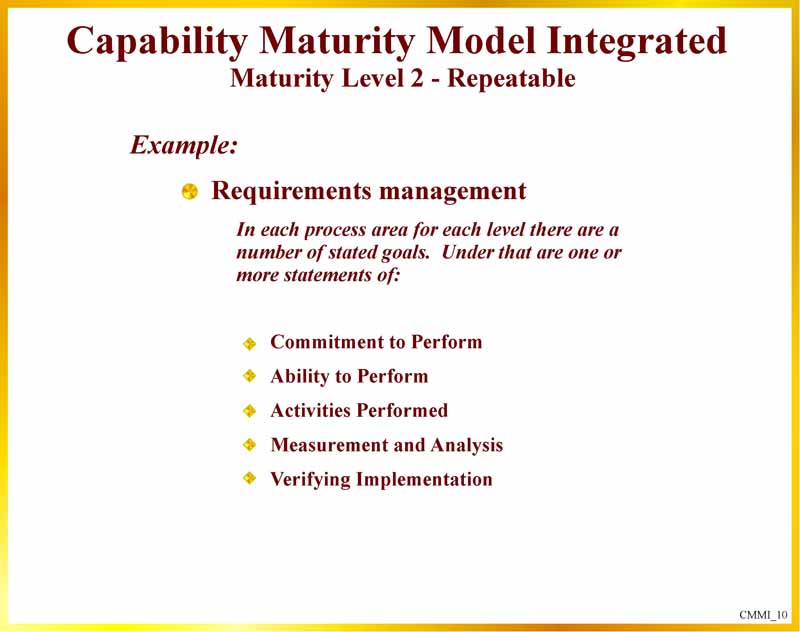 Capability Maturity Model Integrated
Maturity Level 2 - Repeatable
Example:
Requirements management
In each process area for each level there are a
number of stated goals.  Under that are one or
more statements of:
Commitment to Perform
Ability to Perform
Activities Performed
Measurement and Analysis
Verifying Implementation
CMMI_10